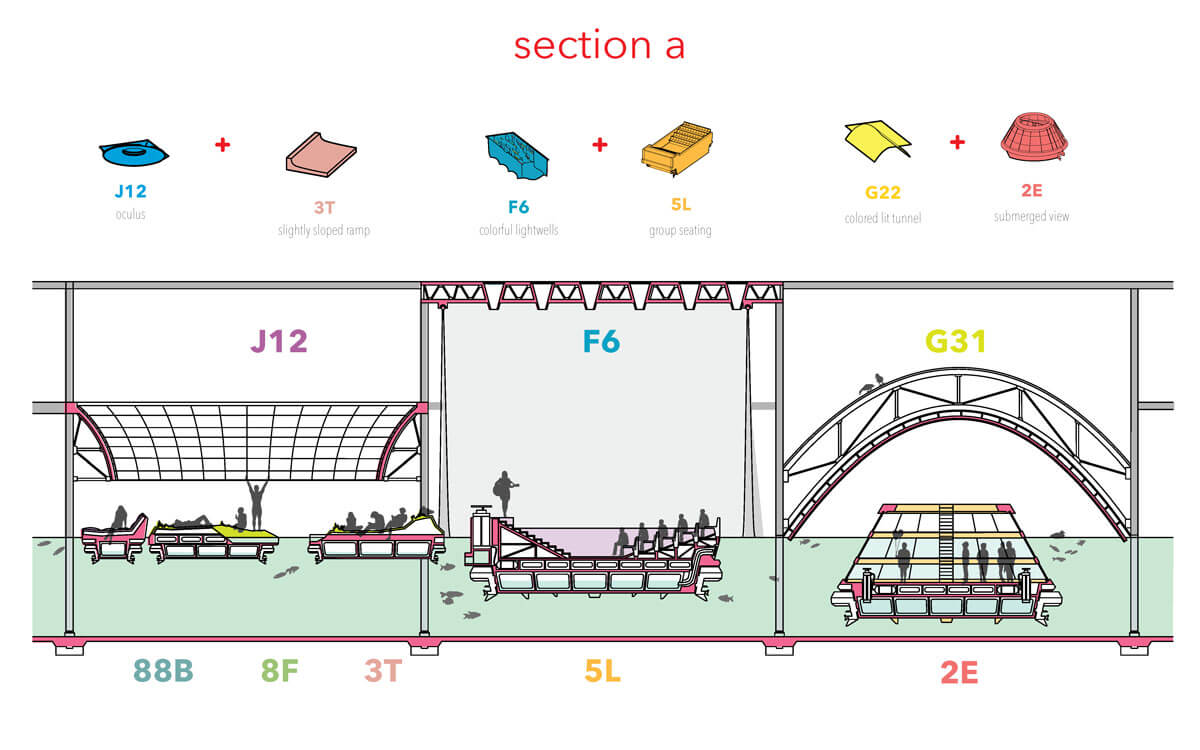 section a
J12
oculus
3T
slightly sloped ramp
F6
colorful lightwells
5L
group seating
G22
colored lit tunnel
2E
submerged view
J12
F6
G31
88B
8F
3T
5L
2E